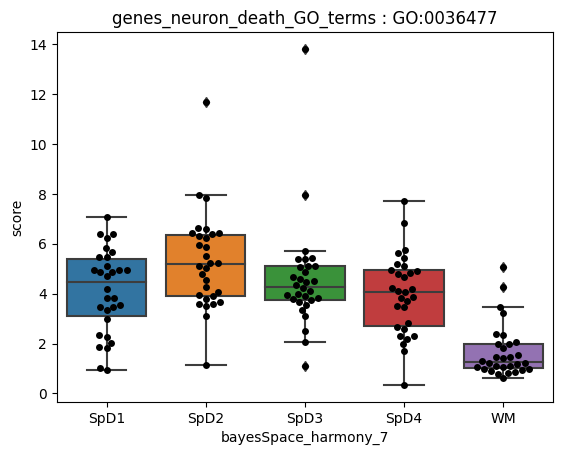 genes_neuron_death_GO_terms : GO:0036477
14
12
10
8
6
4
2
0
score
SpD1 SpD2 SpD3 SpD4 WM
bayesSpace_harmony_7